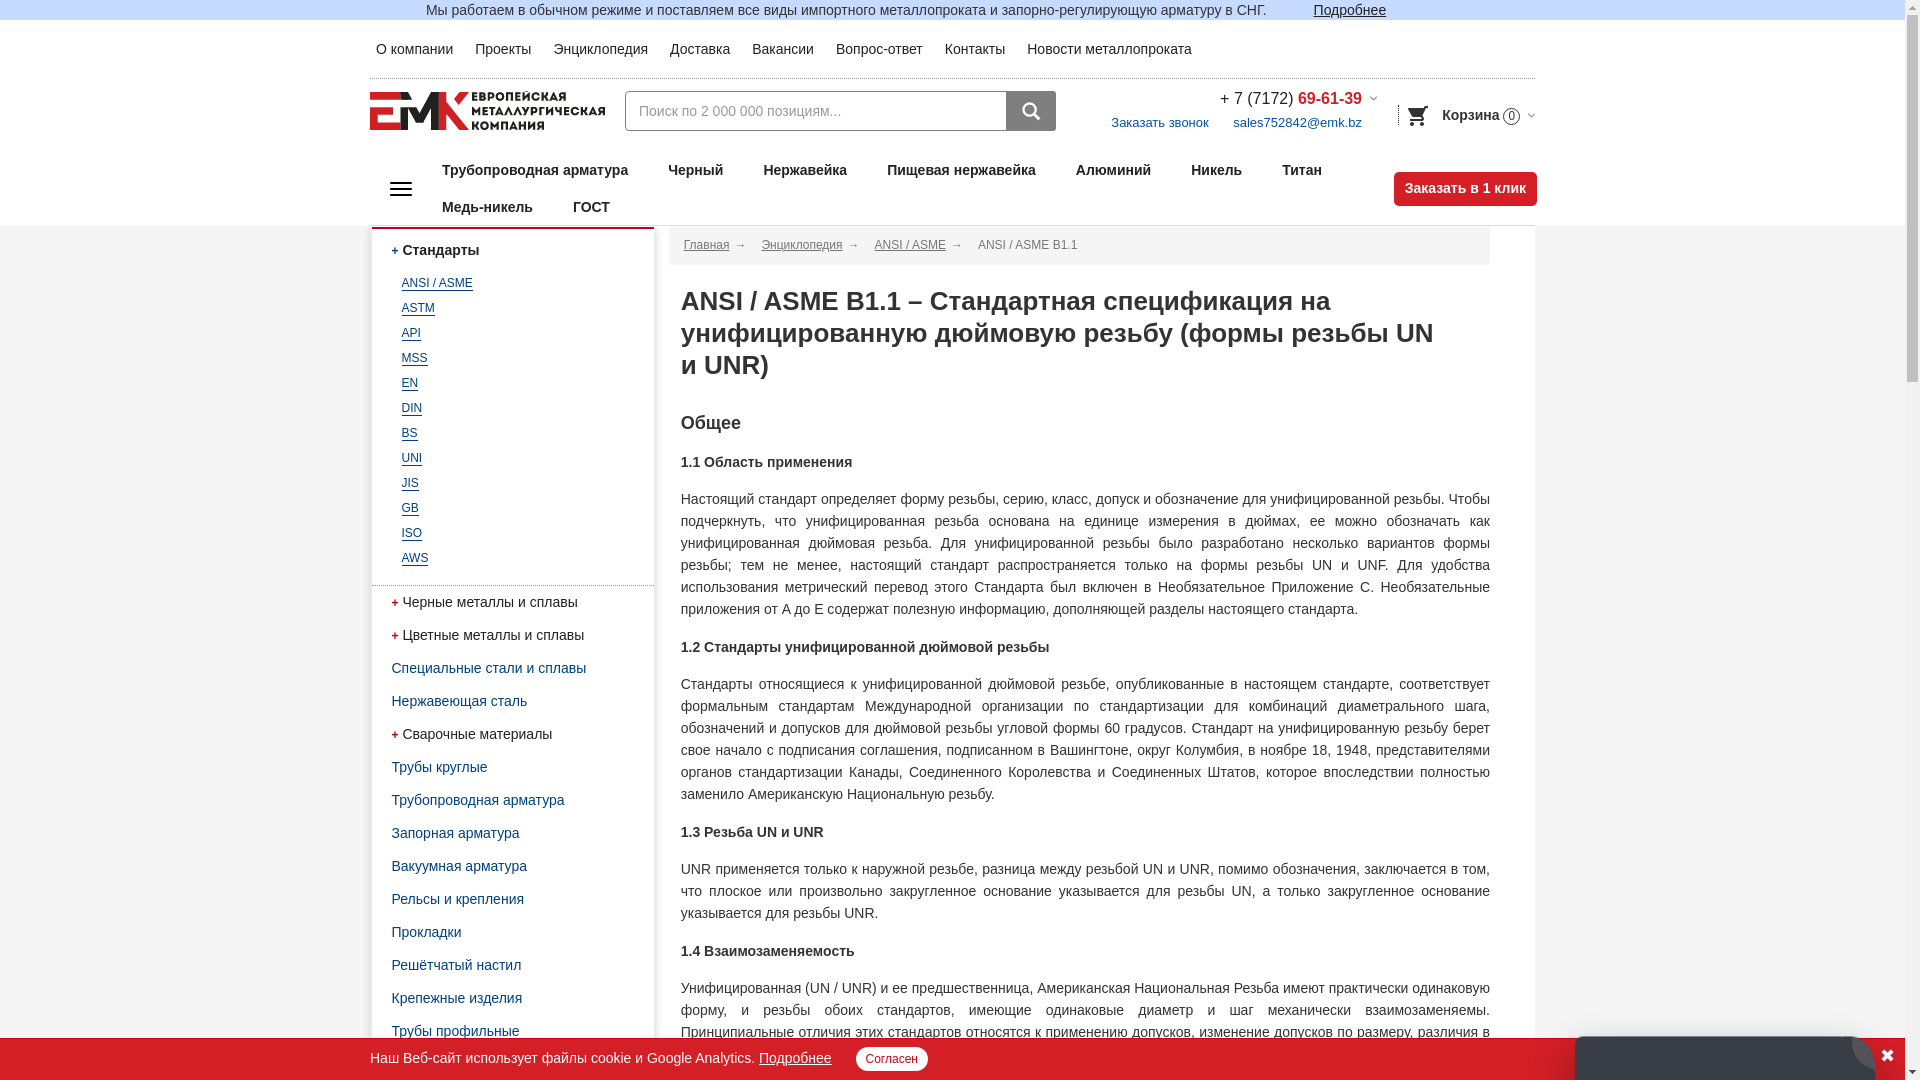 Мы работаем в обычном режиме и поставляем все виды импортного металлопроката и запорно-регулирующую арматуру в СНГ. Подробнее
О компании Проекты Энциклопедия Доставка Вакансии Вопрос-ответ Контакты Новости металлопроката
ЕМК ЕВРОПЕЙСКАЯ
МЕТАЛЛУРГИЧЕСКАЯ
КОМПАНИЯ
Поиск по 2 000 000 позициям...
+ 7 (7172) 69-61-39
Заказать звонок sales752842@emk.bz
Корзина 0
Трубопроводная арматура Черный Нержавейка Пищевая нержавейка Алюминий Никель Титан
Медь-никель ГОСТ
Заказать в 1 клик
+ Стандарты
ANSI / ASME
ASTM
API
MSS
EN
DIN
BS
UNI
JIS
GB
ISO
AWS
+ Черные металлы и сплавы
+ Цветные металлы и сплавы
Специальные стали и сплавы
Нержавеющая сталь
+ Сварочные материалы
Трубы круглые
Трубопроводная арматура
Запорная арматура
Вакуумная арматура
Рельсы и крепления
Прокладки
Решётчатый настил
Крепежные изделия
Трубы профильные
Главная → Энциклопедия → ANSI / ASME → ANSI / ASME B1.1
ANSI / ASME B1.1 – Стандартная спецификация на
унифицированную дюймовую резьбу (формы резьбы UN
и UNR)
Общее
1.1 Область применения
Настоящий стандарт определяет форму резьбы, серию, класс, допуск и обозначение для унифицированной резьбы. Чтобы
подчеркнуть, что унифицированная резьба основана на единице измерения в дюймах, ее можно обозначать как
унифицированная дюймовая резьба. Для унифицированной резьбы было разработано несколько вариантов формы
резьбы; тем не менее, настоящий стандарт распространяется только на формы резьбы UN и UNF. Для удобства
использования метрический перевод этого Стандарта был включен в Необязательное Приложение С. Необязательные
приложения от А до Е содержат полезную информацию, дополняющей разделы настоящего стандарта.
1.2 Стандарты унифицированной дюймовой резьбы
Стандарты относящиеся к унифицированной дюймовой резьбе, опубликованные в настоящем стандарте, соответствует
формальным стандартам Международной организации по стандартизации для комбинаций диаметрального шага,
обозначений и допусков для дюймовой резьбы угловой формы 60 градусов. Стандарт на унифицированную резьбу берет
свое начало с подписания соглашения, подписанном в Вашингтоне, округ Колумбия, в ноябре 18, 1948, представителями
органов стандартизации Канады, Соединенного Королевства и Соединенных Штатов, которое впоследствии полностью
заменило Американскую Национальную резьбу.
1.3 Резьба UN и UNR
UNR применяется только к наружной резьбе, разница между резьбой UN и UNR, помимо обозначения, заключается в том,
что плоское или произвольно закругленное основание указывается для резьбы UN, а только закругленное основание
указывается для резьбы UNR.
1.4 Взаимозаменяемость
Унифицированная (UN / UNR) и ее предшественница, Американская Национальная Резьба имеют практически одинаковую
форму, и резьбы обоих стандартов, имеющие одинаковые диаметр и шаг механически взаимозаменяемы.
Принципиальные отличия этих стандартов относятся к применению допусков, изменение допусков по размеру, различия в
Наш Веб-сайт использует файлы cookie и Google Analytics. Подробнее Согласен